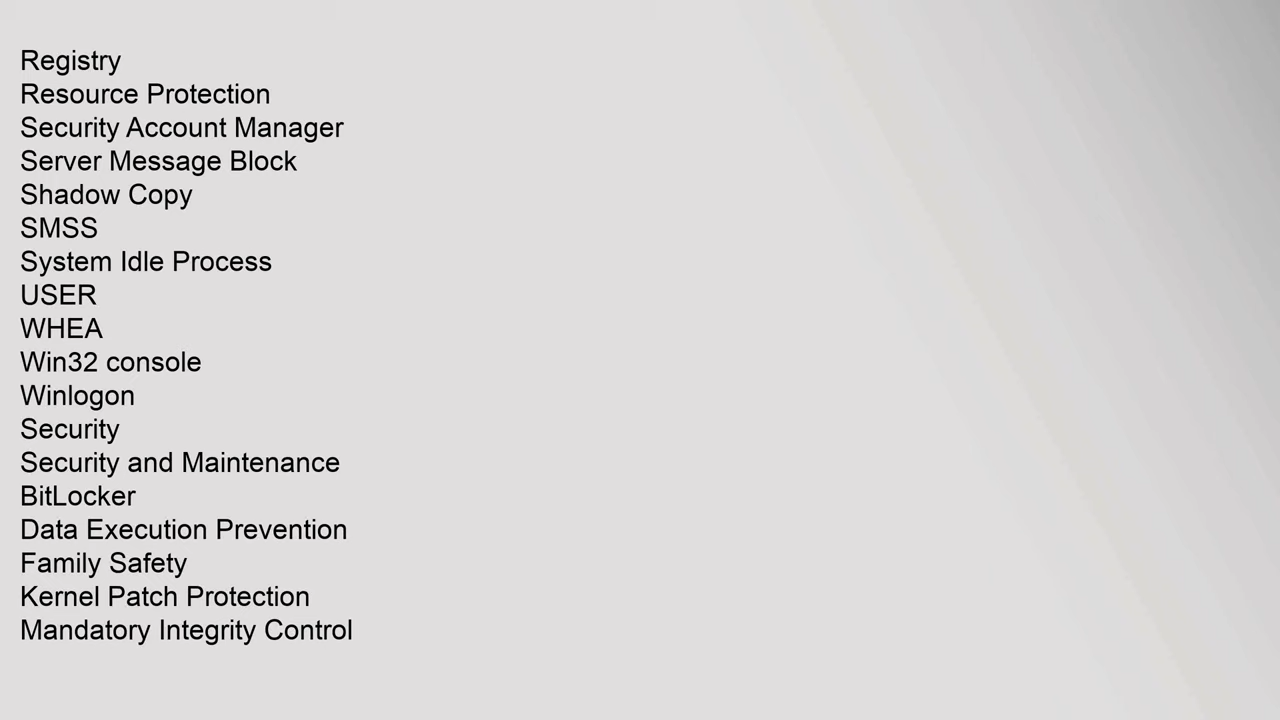 Registry
Resource Protection
Security Account Manager
Server Message Block
Shadow Copy
SMSS
System Idle Process
USER
WHEA
Win32 console
Winlogon
Security
Security and Maintenance
BitLocker
Data Execution Prevention
Family Safety
Kernel Patch Protection
Mandatory Integrity Control